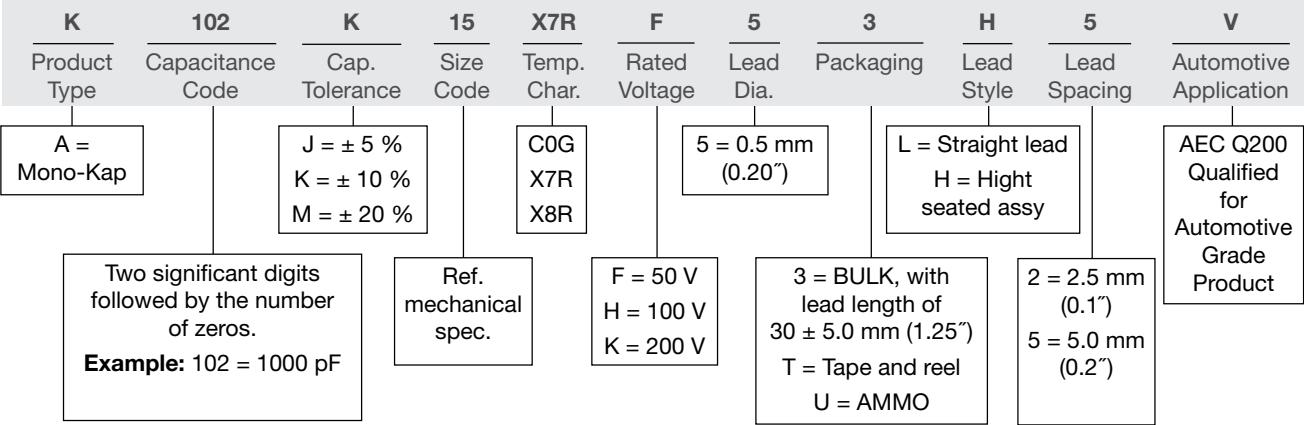 K 102 K 15 X7R F 5 3 H 5 V
Product Type
Capacitance Code
Cap. Tolerance
Size Code
Temp. Char.
Rated Voltage
Lead Dia.
Packaging
Lead Style
Lead Spacing
Automotive Application
A =
Mono-Kap
Two significant digits
followed by the number
of zeros.
Example: 102 = 1000 pF
J = ± 5 %
K = ± 10 %
M = ± 20 %
Ref.
mechanical
spec.
C0G
X7R
X8R
F = 50 V
H = 100 V
K = 200 V
5 = 0.5 mm
(0.20˝)
3 = BULK, with
lead length of
30 ± 5.0 mm (1.25˝)
T = Tape and reel
U = AMMO
L = Straight lead
H = Hight
seated assy
2 = 2.5 mm
(0.1˝)
5 = 5.0 mm
(0.2˝)
AEC Q200
Qualified
for
Automotive
Grade
Product